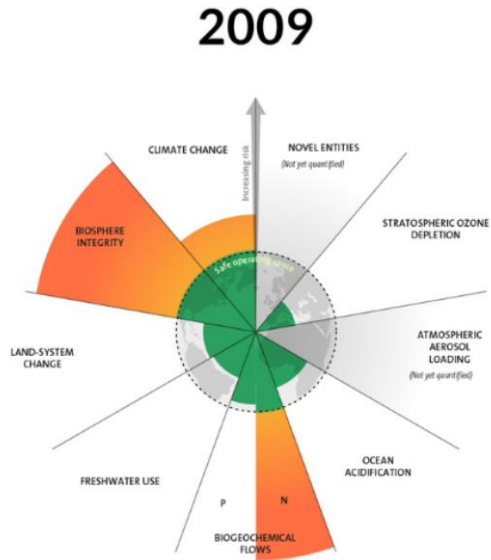 2009
CLIMATE CHANGE
Increasing risk
NOVEL ENTITIES
(Not yet quantified)
STRATOSPHERIC OZONE
DEPLETION
BIOSPHERE
INTEGRITY
Safe operating space
ATMOSPHERIC
AEROSOL
LOADING
(Not yet quantified)
LAND-SYSTEM
CHANGE
OCEAN
ACIDIFICATION
FRESHWATER USE
P
N
BIOGEOCHEMICAL
FLOWS